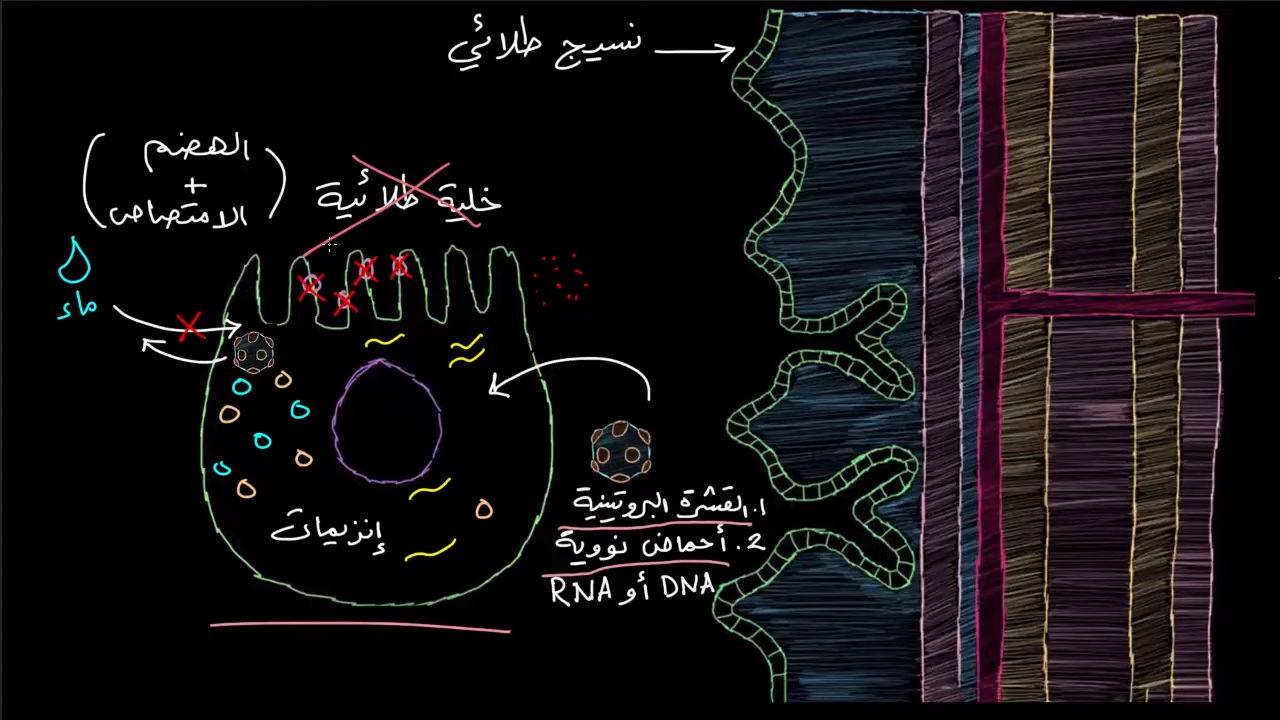 نسيج طلائي
(الهضم
+
الامتصاص)
خلية طلائية
ماء
إنزيمات
1. القشرة البروتينية
2. أحماض نووية
DNA أو RNA